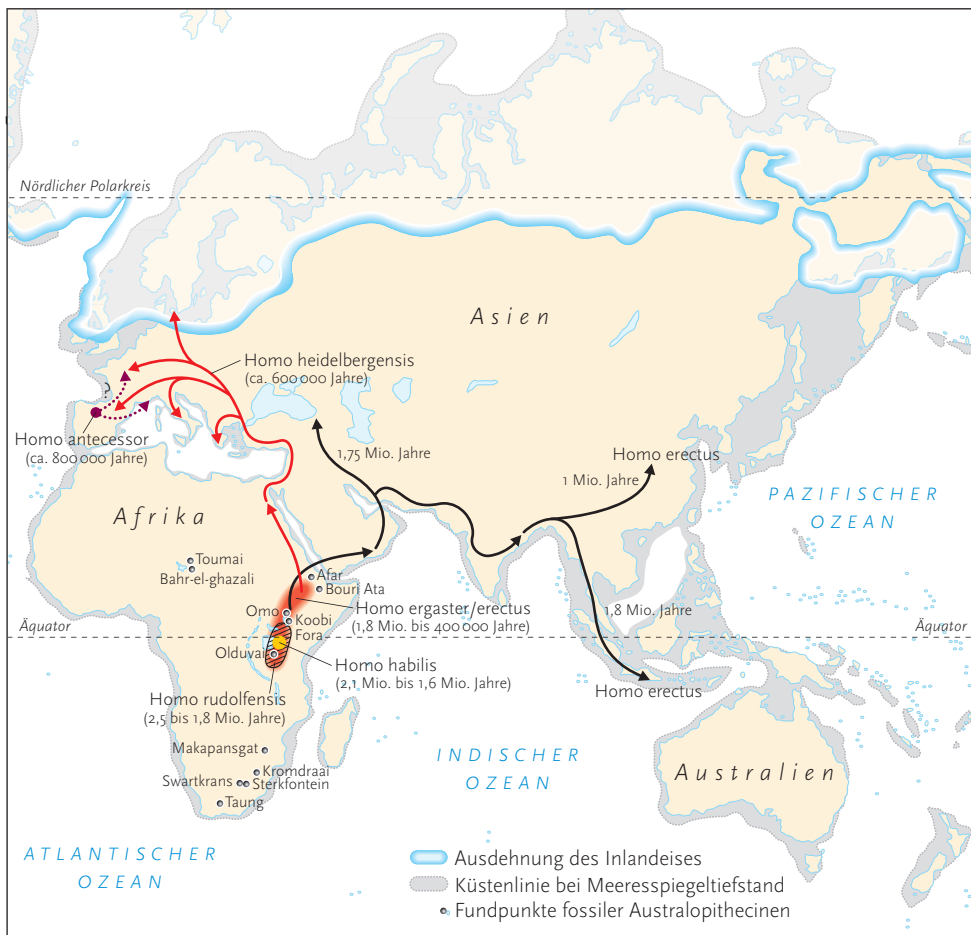 Nördlicher Polarkreis
Asien
Homo heidelbergensis
(ca. 600 000 Jahre)
?
Homo antecessor
(ca. 800 000 Jahre)
1,75 Mio. Jahre
Homo erectus
1 Mio. Jahre
PAZIFISCHER
OZEAN
Afrika
Toumai
Bahr-el-ghazali
Afar
Bouri Ata
Omo
Koobi
Fora
Homo ergaster/erectus
(1,8 Mio. bis 400 000 Jahre)
1,8 Mio. Jahre
Äquator
Äquator
Olduvai
Homo habilis
(2,1 Mio. bis 1,6 Mio. Jahre)
Homo erectus
Homo rudolfensis
(2,5 bis 1,8 Mio. Jahre)
Makapansgat
Kromdraai
Swartkrans
Sterkfontein
Taung
INDISCHER
OZEAN
Australien
ATLANTISCHER
OZEAN
Ausdehnung des Inlandeises
Küstenlinie bei Meeresspiegeltiefstand
Fundpunkte fossiler Australopithecinen